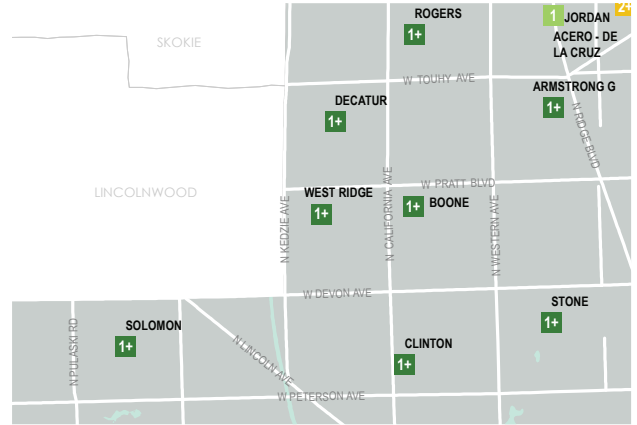 ROGERS
1+
1
JORDAN
2+
ACERO - DE
LA CRUZ
SKOKIE
W TOUHY AVE
DECATUR
1+
ARMSTRONG G
1+
N RIDGE BLVD
LINCOLNWOOD
W PRATT BLVD
WEST RIDGE
1+
1+
BOONE
N KEDZIE AVE
N CALIFORNIA AVE
N WESTERN AVE
W DEVON AVE
STONE
1+
SOLOMON
1+
N PULASKI RD
N LINCOLN AVE
CLINTON
1+
W PETERSON AVE